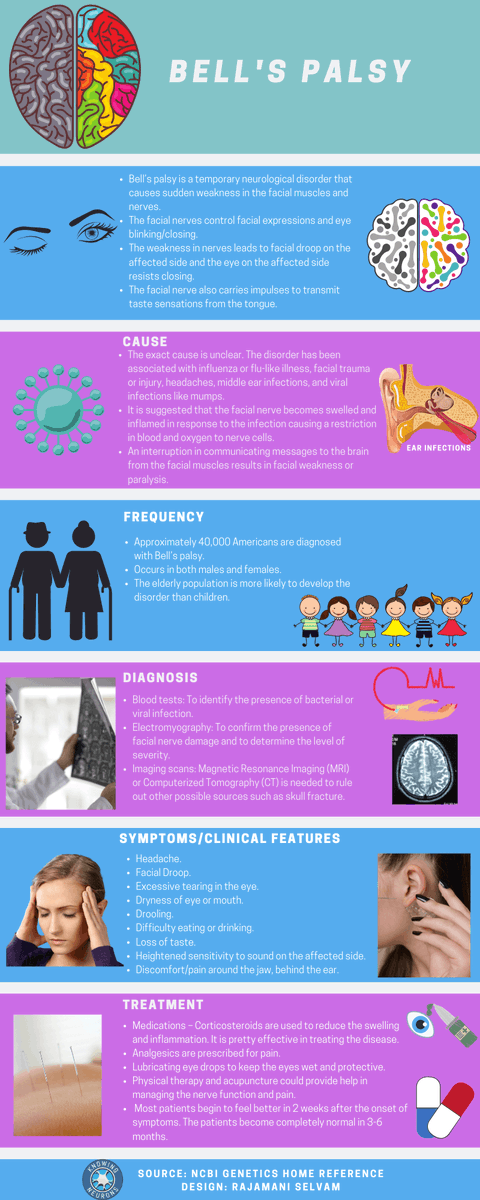 BELL'S PALSY
Bell's palsy is a temporary neurological disorder that
causes sudden weakness in the facial muscles and
nerves.
The facial nerves control facial expressions and eye
blinking/closing.
The weakness in nerves leads to facial droop on the
affected side and the eye on the affected side
resists closing.
The facial nerve also carries impulses to transmit
taste sensations from the tongue.
CAUSE
The exact cause is unclear. The disorder has been
associated with influenza or flu-like illness, facial trauma
or injury, headaches, middle ear infections, and viral
infections like mumps.
It is suggested that the facial nerve becomes swelled and
inflamed in response to the infection causing a restriction
in blood and oxygen to nerve cells.
An interruption in communicating messages to the brain
from the facial muscles results in facial weakness or
paralysis.
EAR INFECTIONS
FREQUENCY
Approximately 40,000 Americans are diagnosed
with Bell's palsy.
Occurs in both males and females.
The elderly population is more likely to develop the
disorder than children.
DIAGNOSIS
Blood tests: To identify the presence of bacterial or
viral infection.
Electromyography: To confirm the presence of
facial nerve damage and to determine the level of
severity.
Imaging scans: Magnetic Resonance Imaging (MRI)
or Computerized Tomography (CT) is needed to rule
out other possible sources such as skull fracture.
SYMPTOMS/CLINICAL FEATURES
Headache.
Facial Droop.
Excessive tearing in the eye.
Dryness of eye or mouth.
Drooling.
Difficulty eating or drinking.
Loss of taste.
Heightened sensitivity to sound on the affected side.
Discomfort/pain around the jaw, behind the ear.
TREATMENT
Medications – Corticosteroids are used to reduce the swelling
and inflammation. It is pretty effective in treating the disease.
Analgesics are prescribed for pain.
Lubricating eye drops to keep the eyes wet and protective.
Physical therapy and acupuncture could provide help in
managing the nerve function and pain.
Most patients begin to feel better in 2 weeks after the onset of
symptoms. The patients become completely normal in 3-6
months.
KNOWING
NEURONS
SOURCE: NCBI GENETICS HOME REFERENCE
DESIGN: RAJAMANI SELVAM